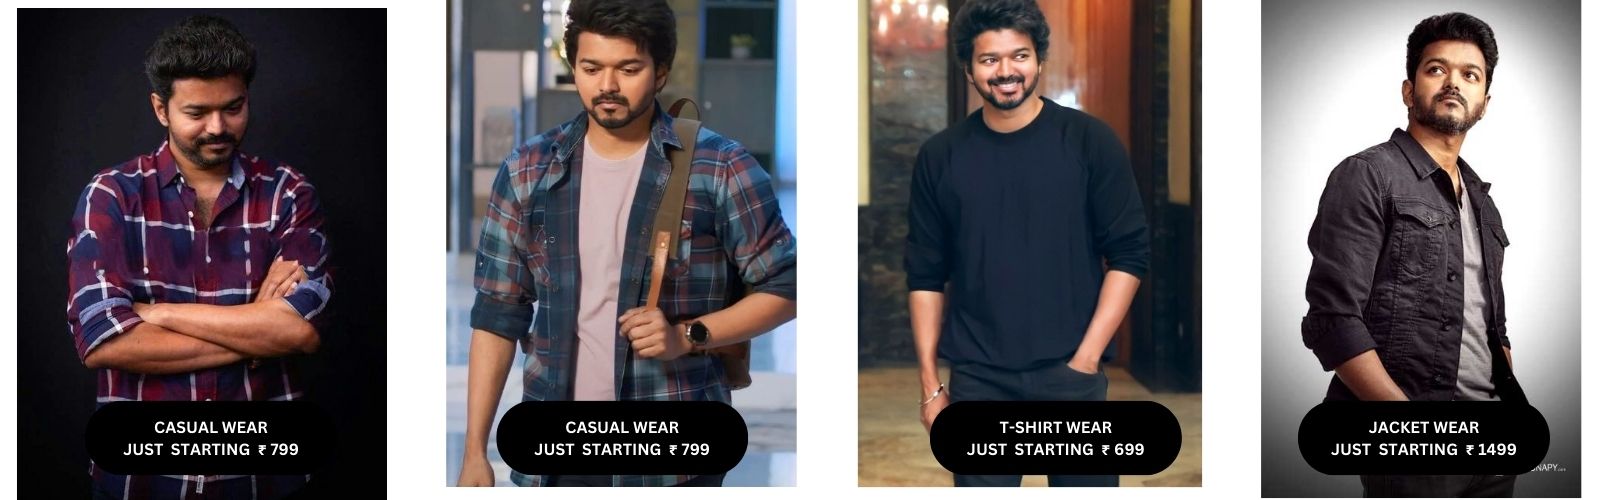 CASUAL WEAR
JUST STARTING ₹ 799
CASUAL WEAR
JUST STARTING ₹ 799
T-SHIRT WEAR
JUST STARTING ₹ 699
JACKET WEAR
JUST STARTING ₹ 1499